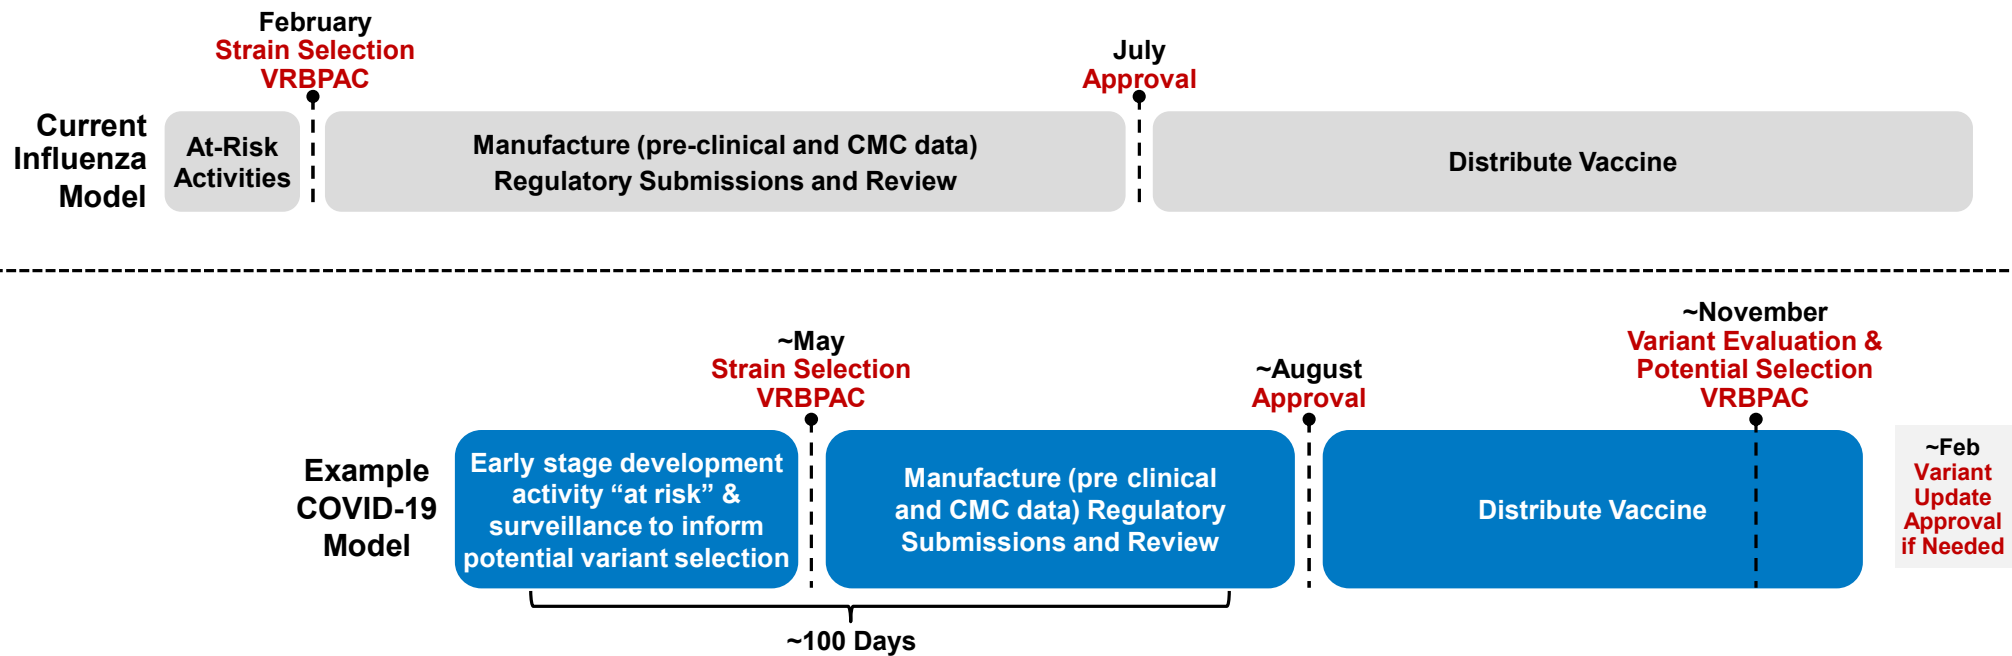 February
Strain Selection
VRBPAC
July
Approval
Current
Influenza
Model
At-Risk
Activities
Manufacture (pre-clinical and CMC data)
Regulatory Submissions and Review
Distribute Vaccine
~May
Strain Selection
VRBPAC
~August
Approval
~November
Variant Evaluation &
Potential Selection
VRBPAC
Example
COVID-19
Model
Early stage development
activity “at risk” &
surveillance to inform
potential variant selection
Manufacture (pre clinical
and CMC data) Regulatory
Submissions and Review
Distribute Vaccine
~Feb
Variant
Update
Approval
if Needed
~100 Days